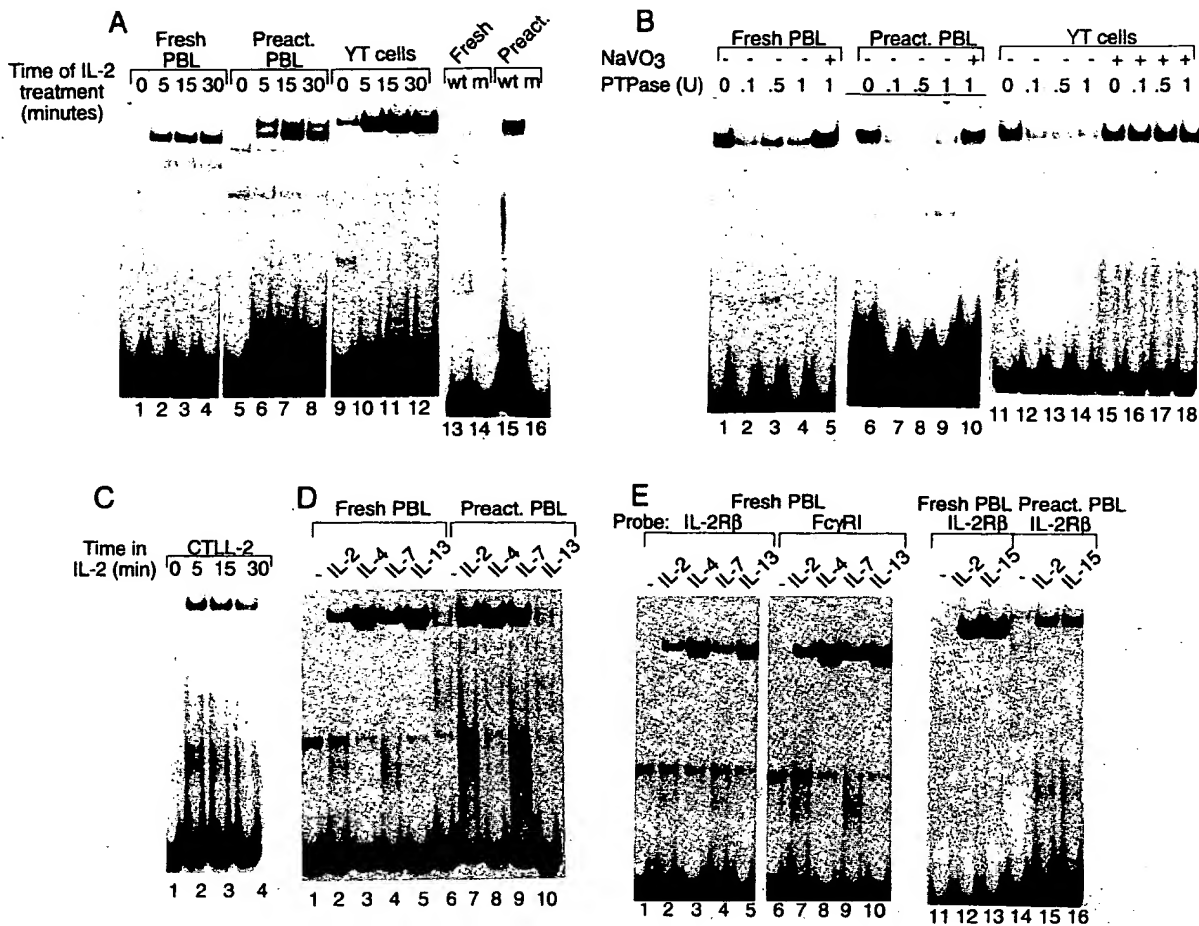 A
Fresh PBL
Preact. PBL
YT cells
Fresh
Preact.
Time of IL-2 treatment (minutes)
0 5 15 30 0 5 15 30 0 5 15 30 wt m wt m
1 2 3 4 5 6 7 8 9 10 11 12 13 14 15 16
B
Fresh PBL Preact. PBL YT cells
NaVO3 - - - - + - - - - + - - - - + + + +
PTPase (U) 0 .1 .5 1 1 0 .1 .5 1 1 0 .1 .5 1 0 .1 .5 1
1 2 3 4 5 6 7 8 9 10 11 12 13 14 15 16 17 18
C
CTLL-2
Time in IL-2 (min) 0 5 15 30
1 2 3 4
D
Fresh PBL Preact. PBL
- IL-2 IL-4 IL-7 IL-13 - IL-2 IL-4 IL-7 IL-13
1 2 3 4 5 6 7 8 9 10
E
Fresh PBL
Probe: IL-2Rβ FcγRI
- IL-2 IL-4 IL-7 IL-13 - IL-2 IL-4 IL-7 IL-13
1 2 3 4 5 6 7 8 9 10
Fresh PBL Preact. PBL
IL-2Rβ IL-2Rβ
- IL-2 IL-15 - IL-2 IL-15
11 12 13 14 15 16